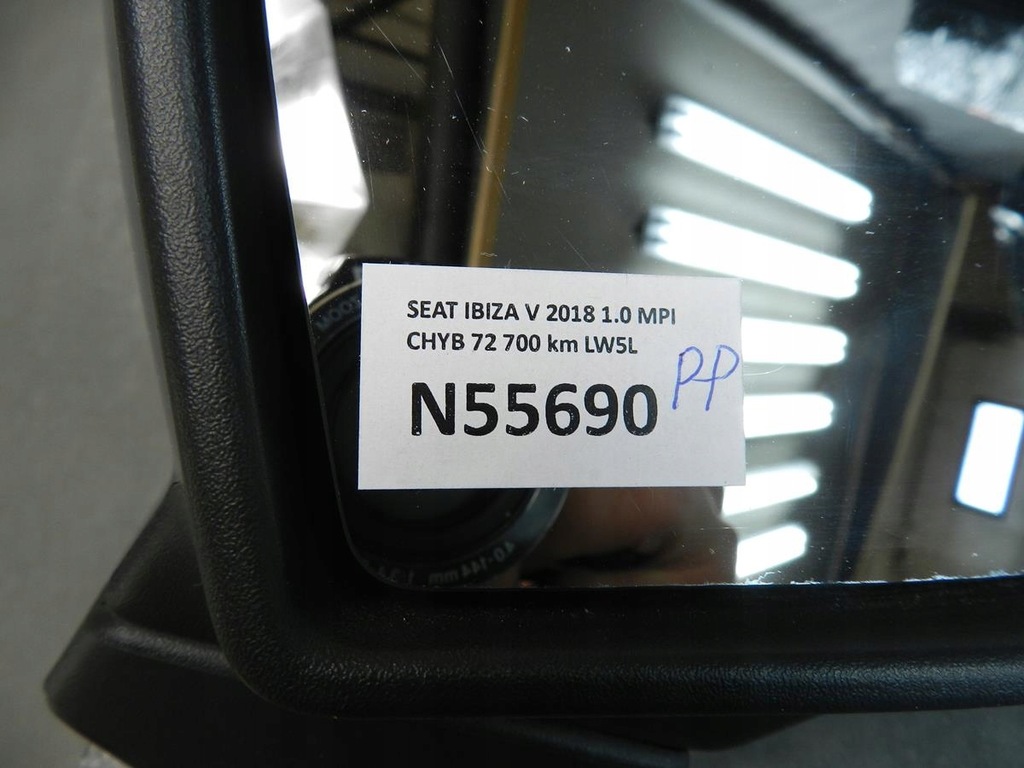 SEAT IBIZA V 2018 1.0 MPI
CHYB 72 700 km LW5L
N55690
PP